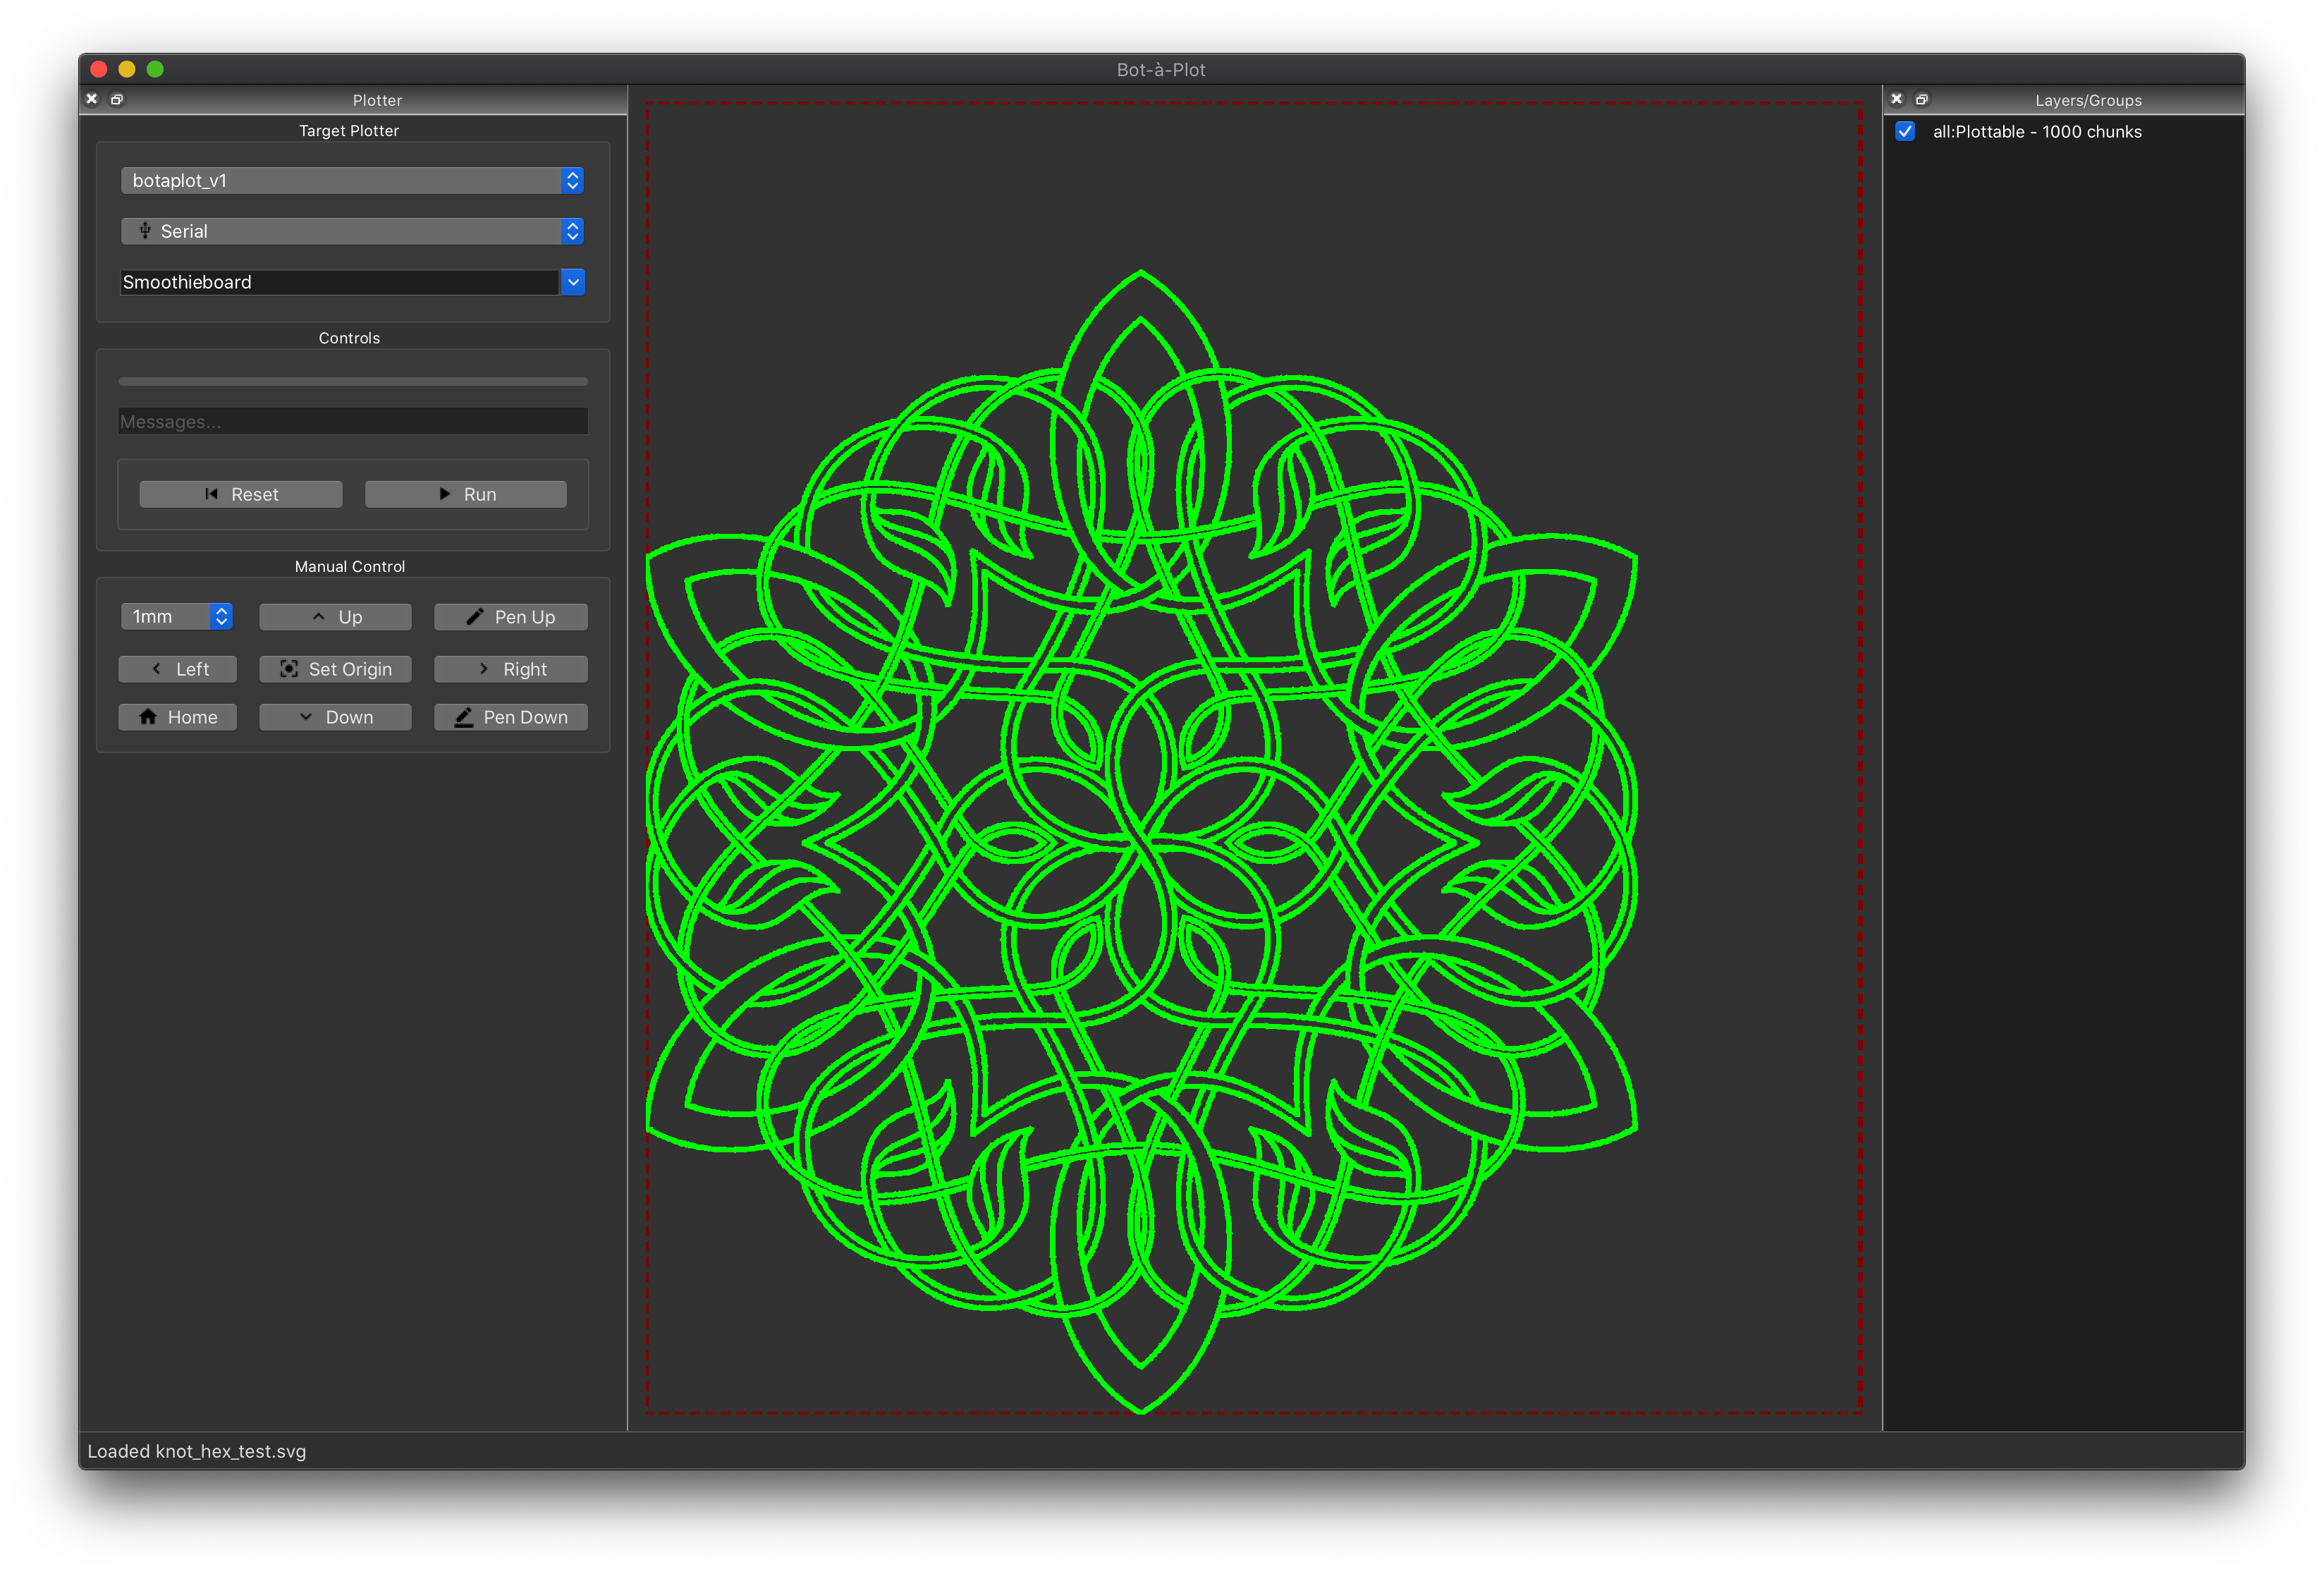 Bot-à-Plot
Plotter
Target Plotter
botaplot_v1
Serial
Smoothieboard
Controls
Messages...
Reset
Run
Manual Control
1mm
Up
Pen Up
Left
Set Origin
Right
Home
Down
Pen Down
Layers/Groups
all:Plottable - 1000 chunks
Loaded knot_hex_test.svg